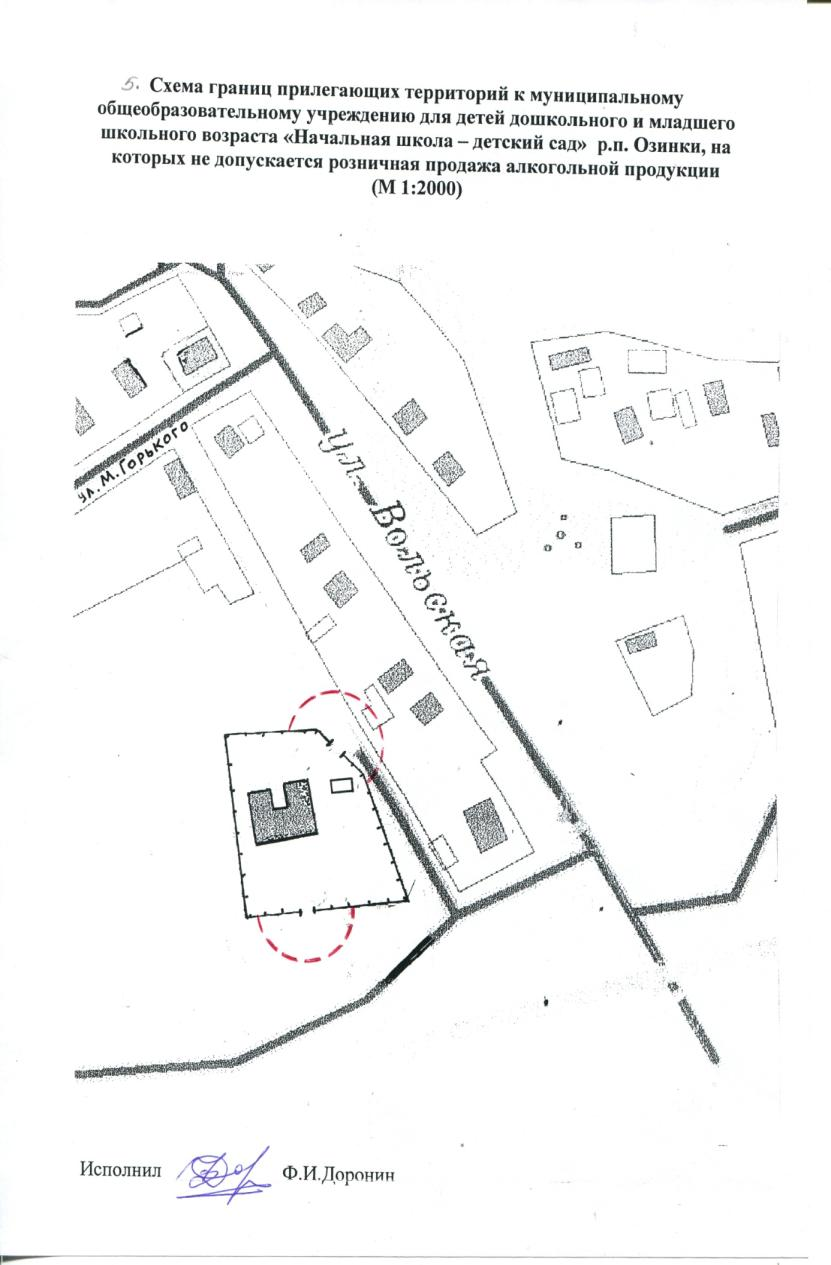 5. Схема границ прилегающих территорий к муниципальному
общеобразовательному учреждению для детей дошкольного и младшего
школьного возраста «Начальная школа – детский сад» р.п. Озинки, на
которых не допускается розничная продажа алкогольной продукции
(М 1:2000)
ул. М. Горького
ул. Вольская
Исполнил Ф.И.Доронин